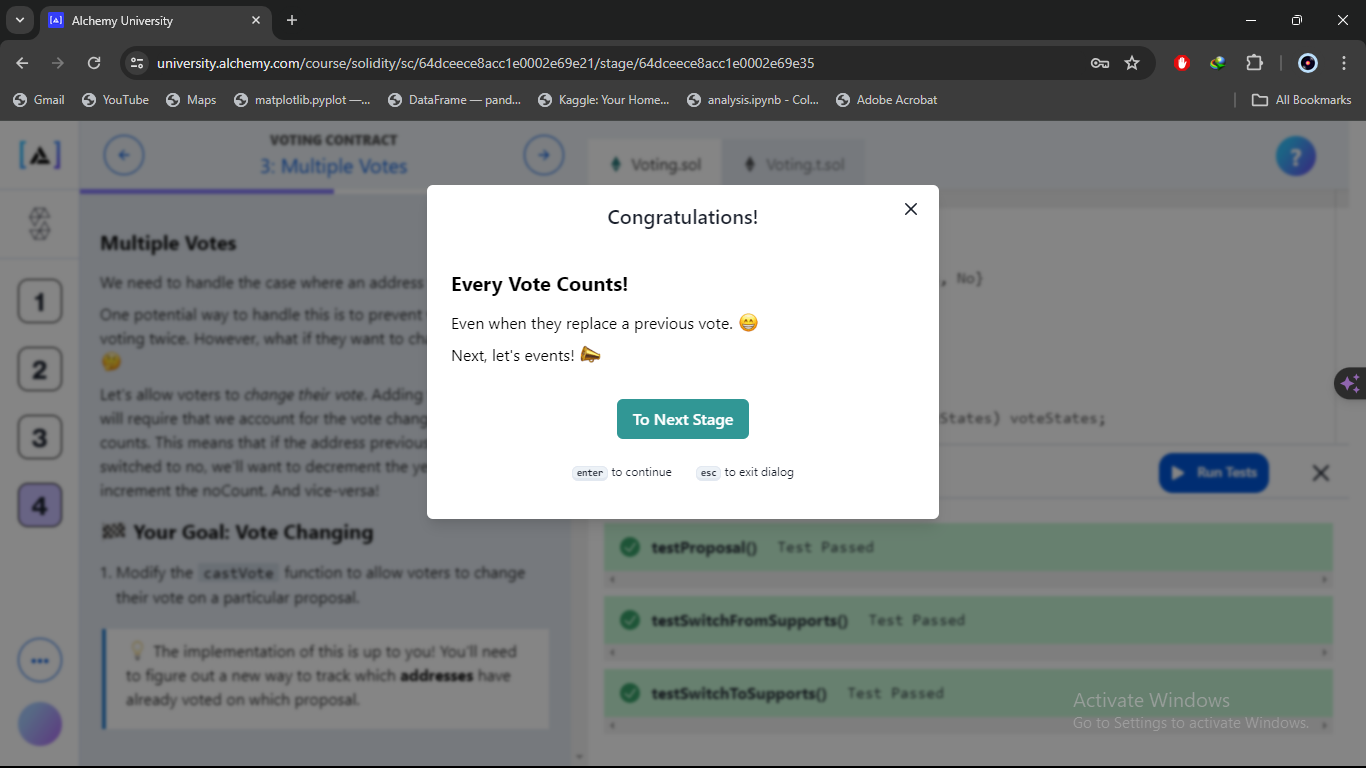 Alchemy University
university.alchemy.com/course/solidity/sc/64dceece8acc1e0002e69e21/stage/64dceece8acc1e0002e69e35
Gmail
YouTube
Maps
matplotlib.pyplot —...
DataFrame — pand...
Kaggle: Your Home...
analysis.ipynb - Col...
Adobe Acrobat
All Bookmarks
VOTING CONTRACT
3: Multiple Votes
Voting.sol
Voting.t.sol
?
1
2
3
4
Multiple Votes
We need to handle the case where an address
One potential way to handle this is to prevent
voting twice. However, what if they want to ch
Let's allow voters to change their vote. Adding
will require that we account for the vote chang
counts. This means that if the address previous
switched to no, we'll want to decrement the ye
increment the noCount. And vice-versa!
Your Goal: Vote Changing
1. Modify the castVote function to allow voters to change
their vote on a particular proposal.
The implementation of this is up to you! You'll need
to figure out a new way to track which addresses have
already voted on which proposal.
Congratulations!
Every Vote Counts!
Even when they replace a previous vote. 😁
Next, let's events! 📣
To Next Stage
enter to continue
esc to exit dialog
, No}
States) voteStates;
Run Tests
testProposal() Test Passed
testSwitchFromSupports() Test Passed
testSwitchToSupports() Test Passed
Activate Windows
Go to Settings to activate Windows.